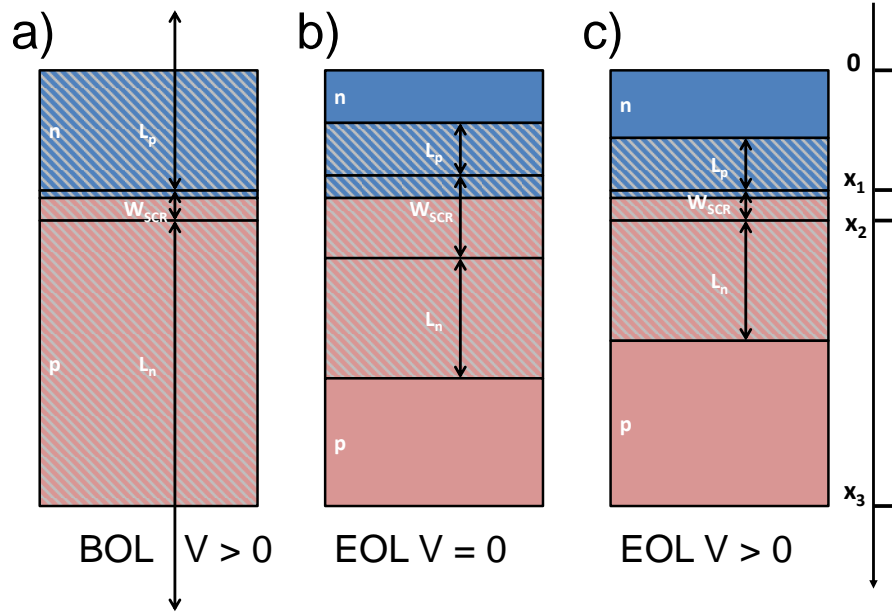 a)
n
Lp
WSCR
Ln
p
BOL V > 0
b)
n
Lp
WSCR
Ln
p
EOL V = 0
c)
n
Lp
WSCR
Ln
p
EOL V > 0
0
x1
x2
x3